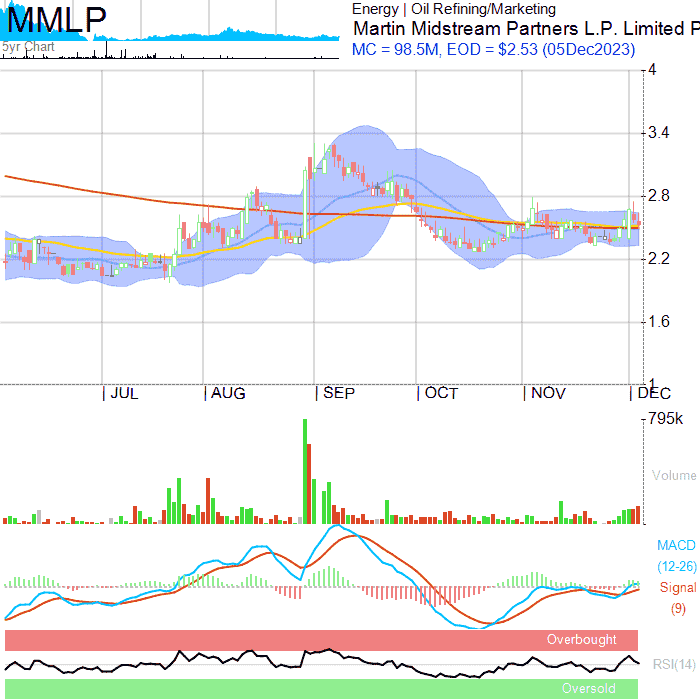 MMLP
5yr Chart
Energy | Oil Refining/Marketing
Martin Midstream Partners L.P. Limited P
MC = 98.5M, EOD = $2.53 (05Dec2023)
4
3.4
2.8
2.2
1.6
1
JUL AUG SEP OCT NOV DEC
795k
Volume
MACD
(12-26)
Signal
(9)
Overbought
RSI(14)
Oversold